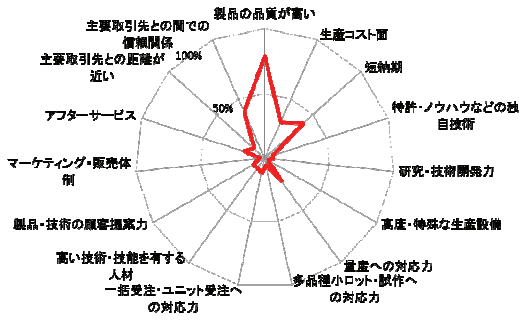 製品の品質が高い
生産コスト面
短納期
特許・ノウハウなどの独
自技術
研究・技術開発力
高度・特殊な生産設備
量産への対応力
多品種小ロット・試作へ
の対応力
一括受注・ユニット受注へ
の対応力
高い技術・技能を有する
人材
製品・技術の顧客提案力
マーケティング・販売体
制
アフターサービス
主要取引先との距離が
近い
主要取引先との間での
信頼関係
100%
50%